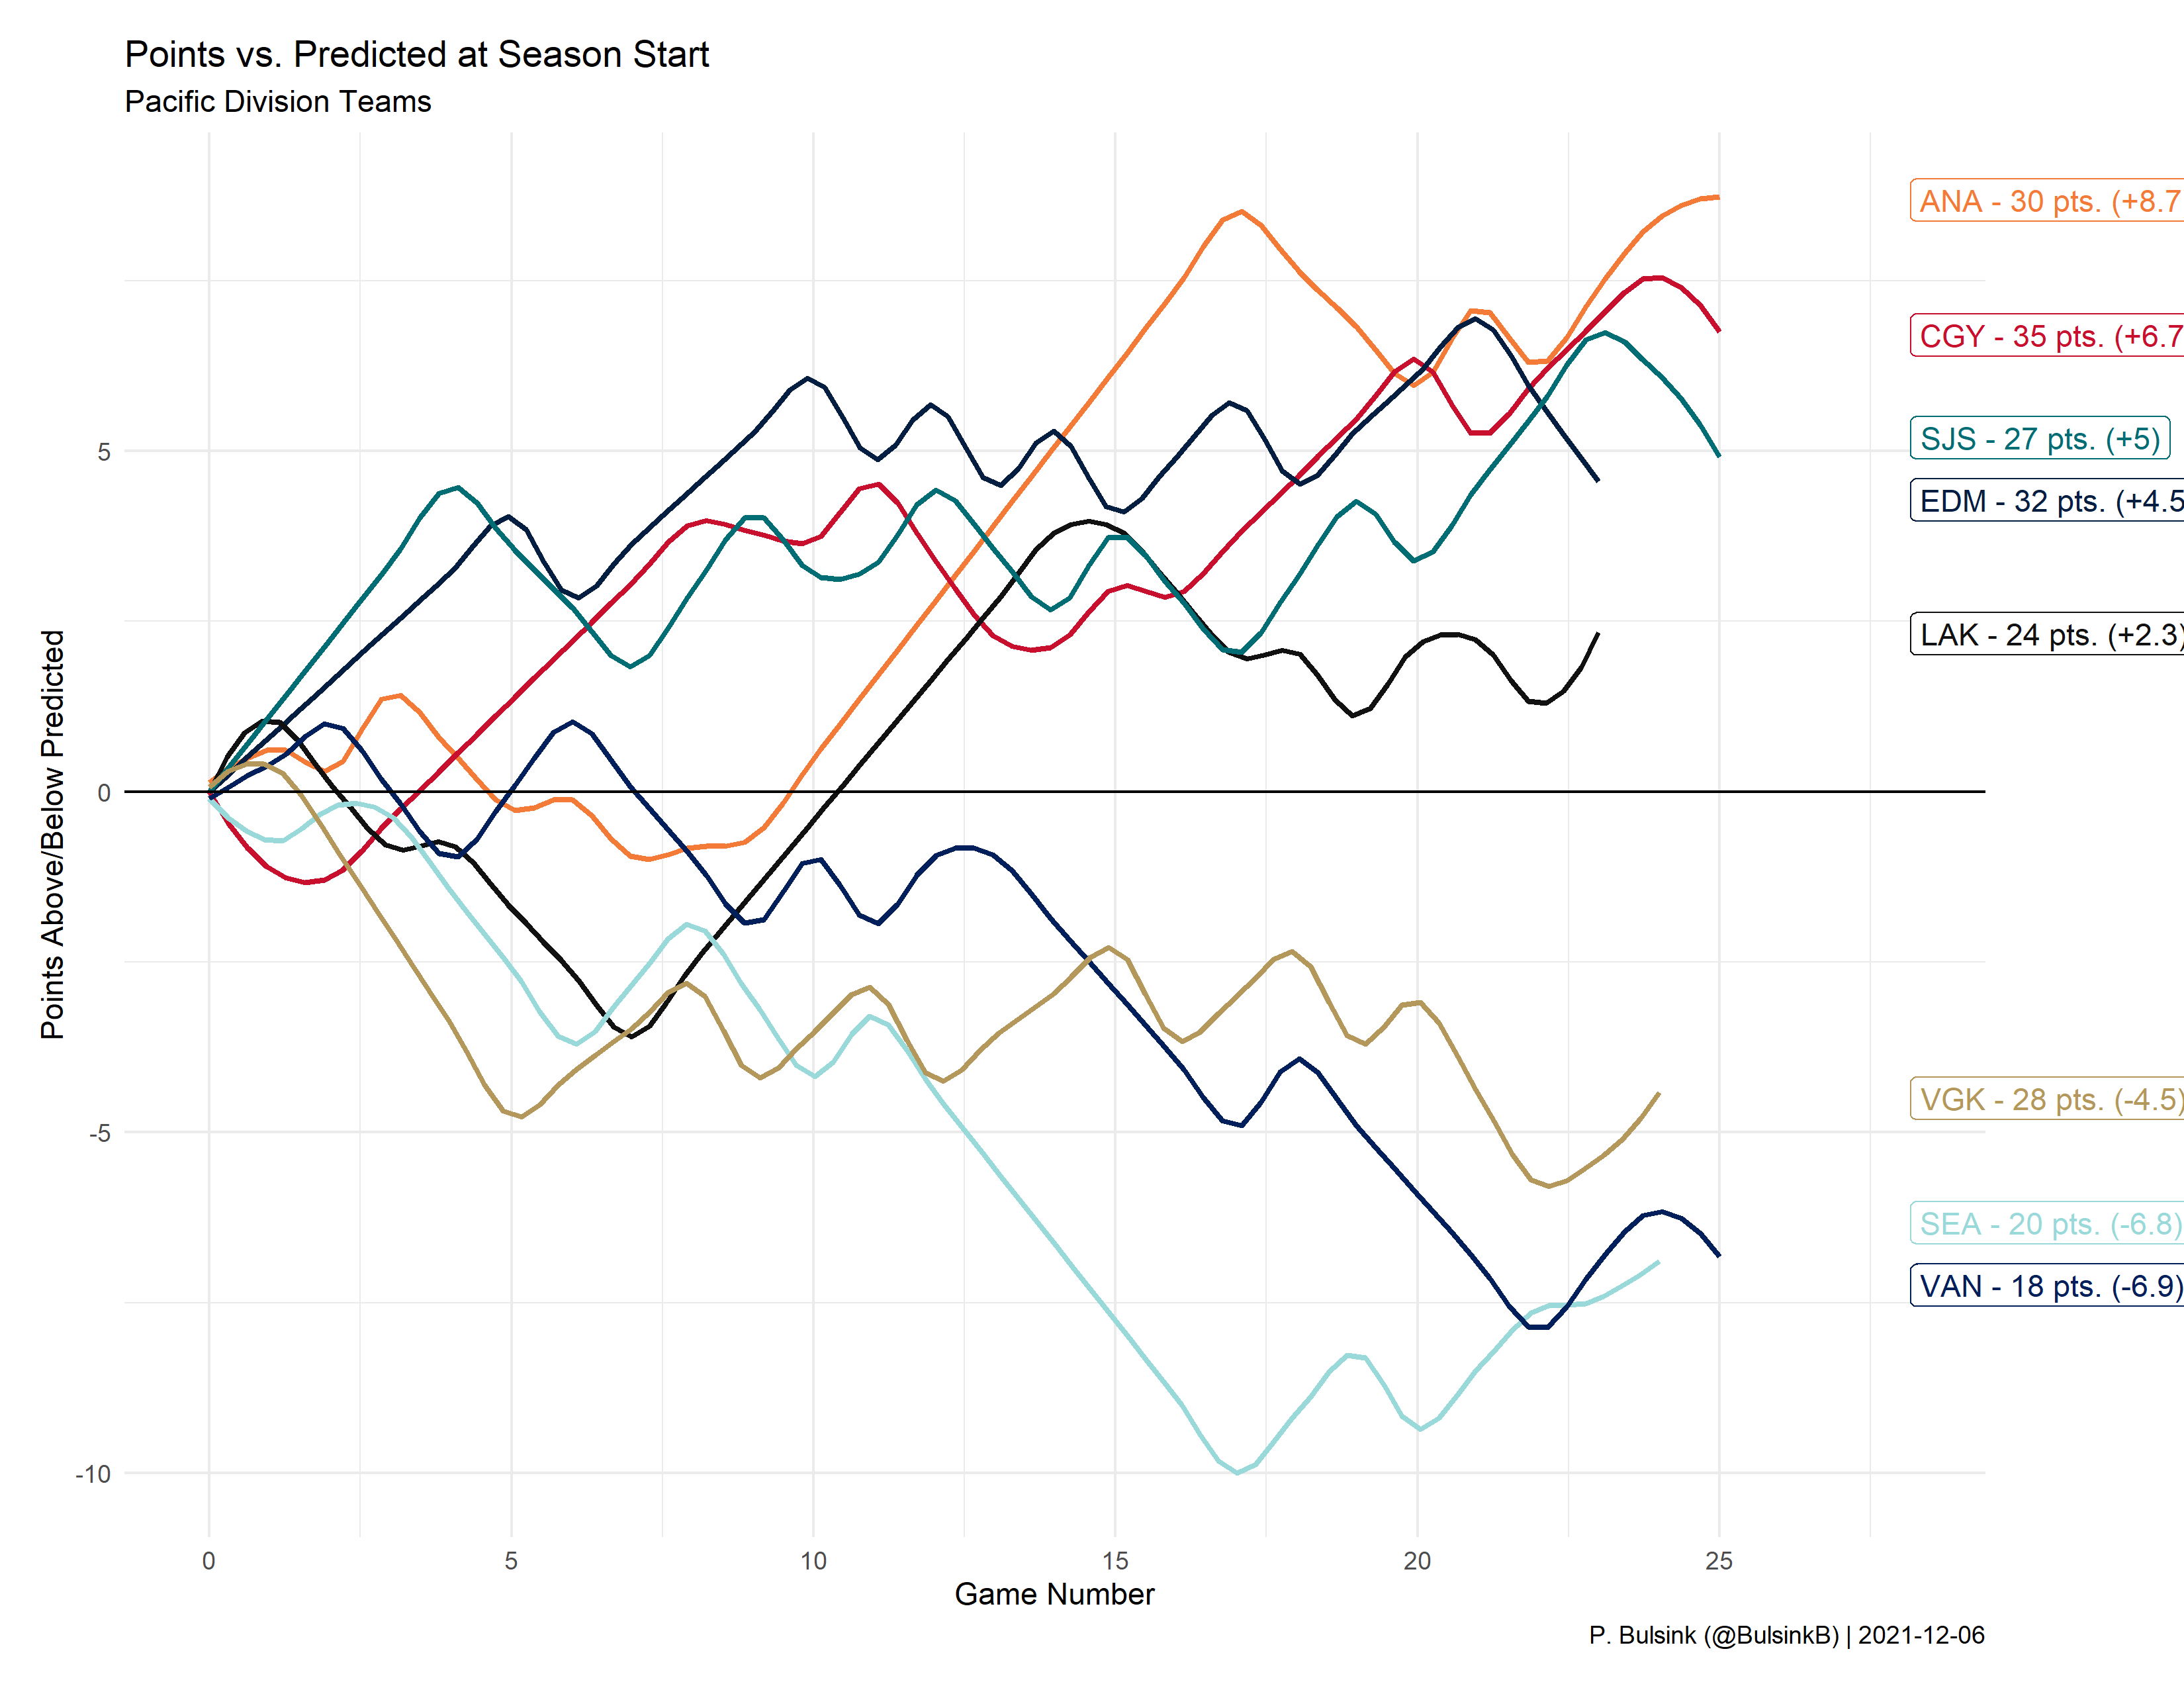 Points vs. Predicted at Season Start
Pacific Division Teams
Points Above/Below Predicted
5
0
-5
-10
ANA - 30 pts. (+8.7
CGY - 35 pts. (+6.7
SJS - 27 pts. (+5)
EDM - 32 pts. (+4.5
LAK - 24 pts. (+2.3)
VGK - 28 pts. (-4.5)
SEA - 20 pts. (-6.8)
VAN - 18 pts. (-6.9)
0 5 10 15 20 25
Game Number
P. Bulsink (@BulsinkB) | 2021-12-06